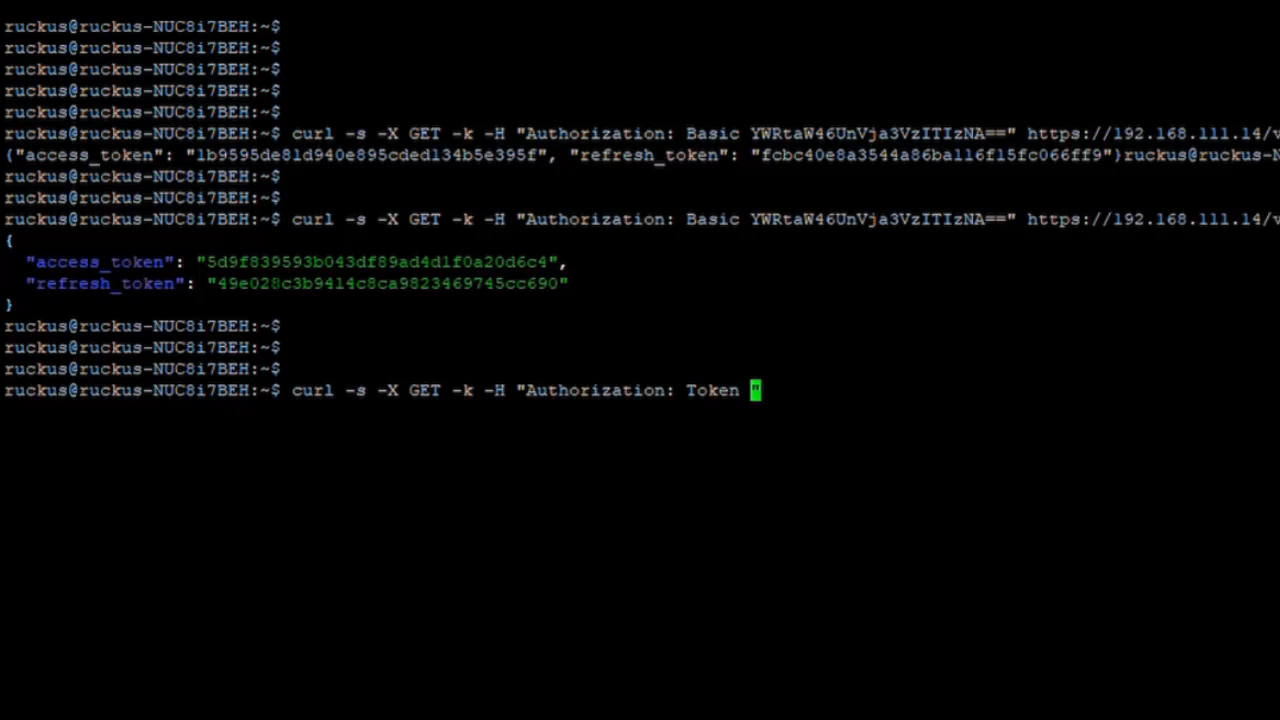 ruckus@ruckus-NUC8i7BEH:~$
ruckus@ruckus-NUC8i7BEH:~$
ruckus@ruckus-NUC8i7BEH:~$
ruckus@ruckus-NUC8i7BEH:~$
ruckus@ruckus-NUC8i7BEH:~$
ruckus@ruckus-NUC8i7BEH:~$ curl -s -X GET -k -H "Authorization: Basic YWRtaW46UnVja3VzITIzNA==" https://192.168.111.14/v
{"access_token": "1b9595de81d940e895cded134b5e395f", "refresh_token": "fcbc40e8a3544a86ba116f15fc066ff9"}ruckus@ruckus-N
ruckus@ruckus-NUC8i7BEH:~$
ruckus@ruckus-NUC8i7BEH:~$
ruckus@ruckus-NUC8i7BEH:~$ curl -s -X GET -k -H "Authorization: Basic YWRtaW46UnVja3VzITIzNA==" https://192.168.111.14/v
{
  "access_token": "5d9f839593b043df89ad4d1f0a20d6c4",
  "refresh_token": "49e028c3b9414c8ca9823469745cc690"
}
ruckus@ruckus-NUC8i7BEH:~$
ruckus@ruckus-NUC8i7BEH:~$
ruckus@ruckus-NUC8i7BEH:~$
ruckus@ruckus-NUC8i7BEH:~$ curl -s -X GET -k -H "Authorization: Token "